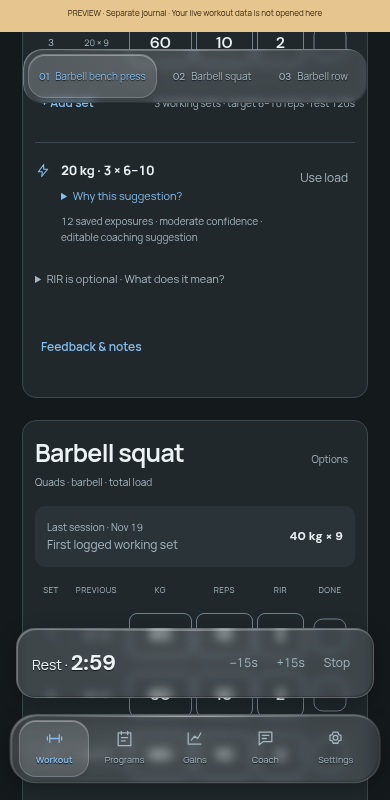 PREVIEW · Separate journal · Your live workout data is not opened here
3 20 × 9 60 10 2
01 Barbell bench press 02 Barbell squat 03 Barbell row
+ Add set 3 working sets · target 6–10 reps · rest 120s
20 kg · 3 × 6–10
Use load
Why this suggestion?
12 saved exposures · moderate confidence ·
editable coaching suggestion
RIR is optional · What does it mean?
Feedback & notes
Barbell squat
Options
Quads · barbell · total load
Last session · Nov 19
First logged working set
40 kg × 9
SET PREVIOUS KG REPS RIR DONE
Rest · 2:59 −15s +15s Stop
Workout Programs Gains Coach Settings